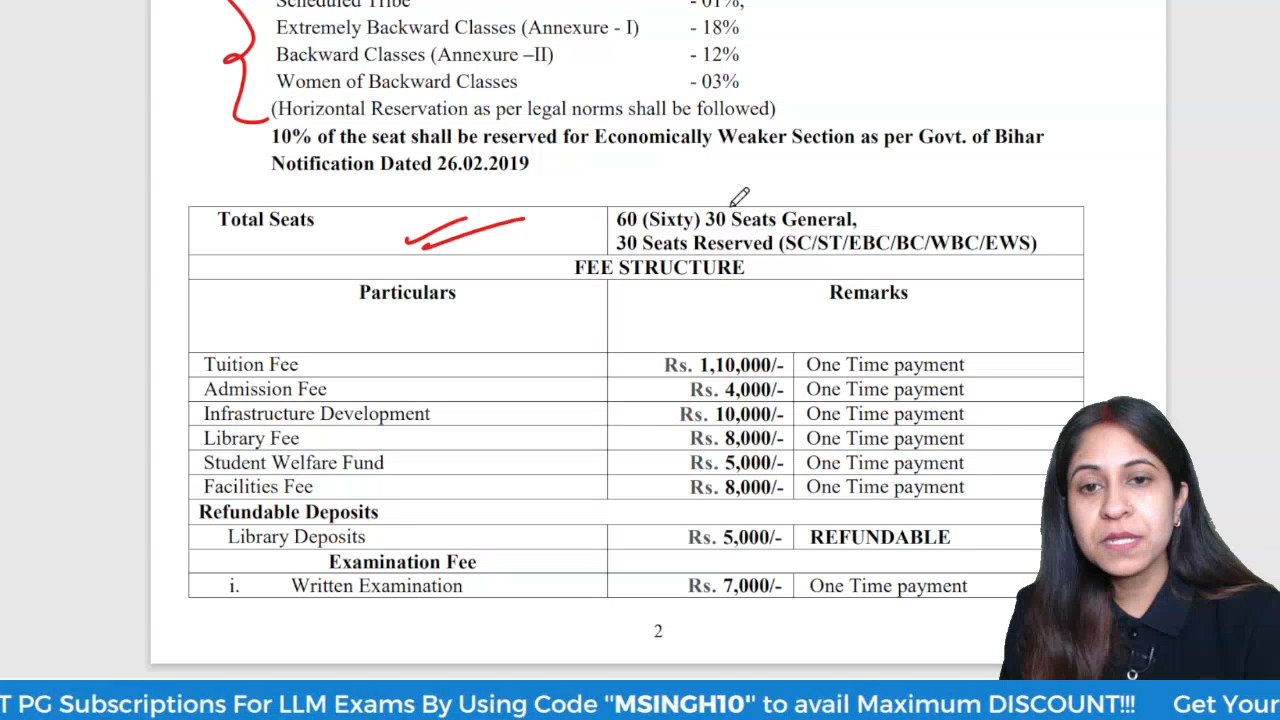 Scheduled Tribe - 01%,
Extremely Backward Classes (Annexure - I) - 18%
Backward Classes (Annexure –II) - 12%
Women of Backward Classes - 03%
(Horizontal Reservation as per legal norms shall be followed)
10% of the seat shall be reserved for Economically Weaker Section as per Govt. of Bihar
Notification Dated 26.02.2019
Total Seats 60 (Sixty) 30 Seats General,
30 Seats Reserved (SC/ST/EBC/BC/WBC/EWS)
FEE STRUCTURE
Particulars Remarks
Tuition Fee Rs. 1,10,000/- One Time payment
Admission Fee Rs. 4,000/- One Time payment
Infrastructure Development Rs. 10,000/- One Time payment
Library Fee Rs. 8,000/- One Time payment
Student Welfare Fund Rs. 5,000/- One Time payment
Facilities Fee Rs. 8,000/- One Time payment
Refundable Deposits
Library Deposits Rs. 5,000/- REFUNDABLE
Examination Fee
i. Written Examination Rs. 7,000/- One Time payment
2
T PG Subscriptions For LLM Exams By Using Code "MSINGH10" to avail Maximum DISCOUNT!!! Get Your